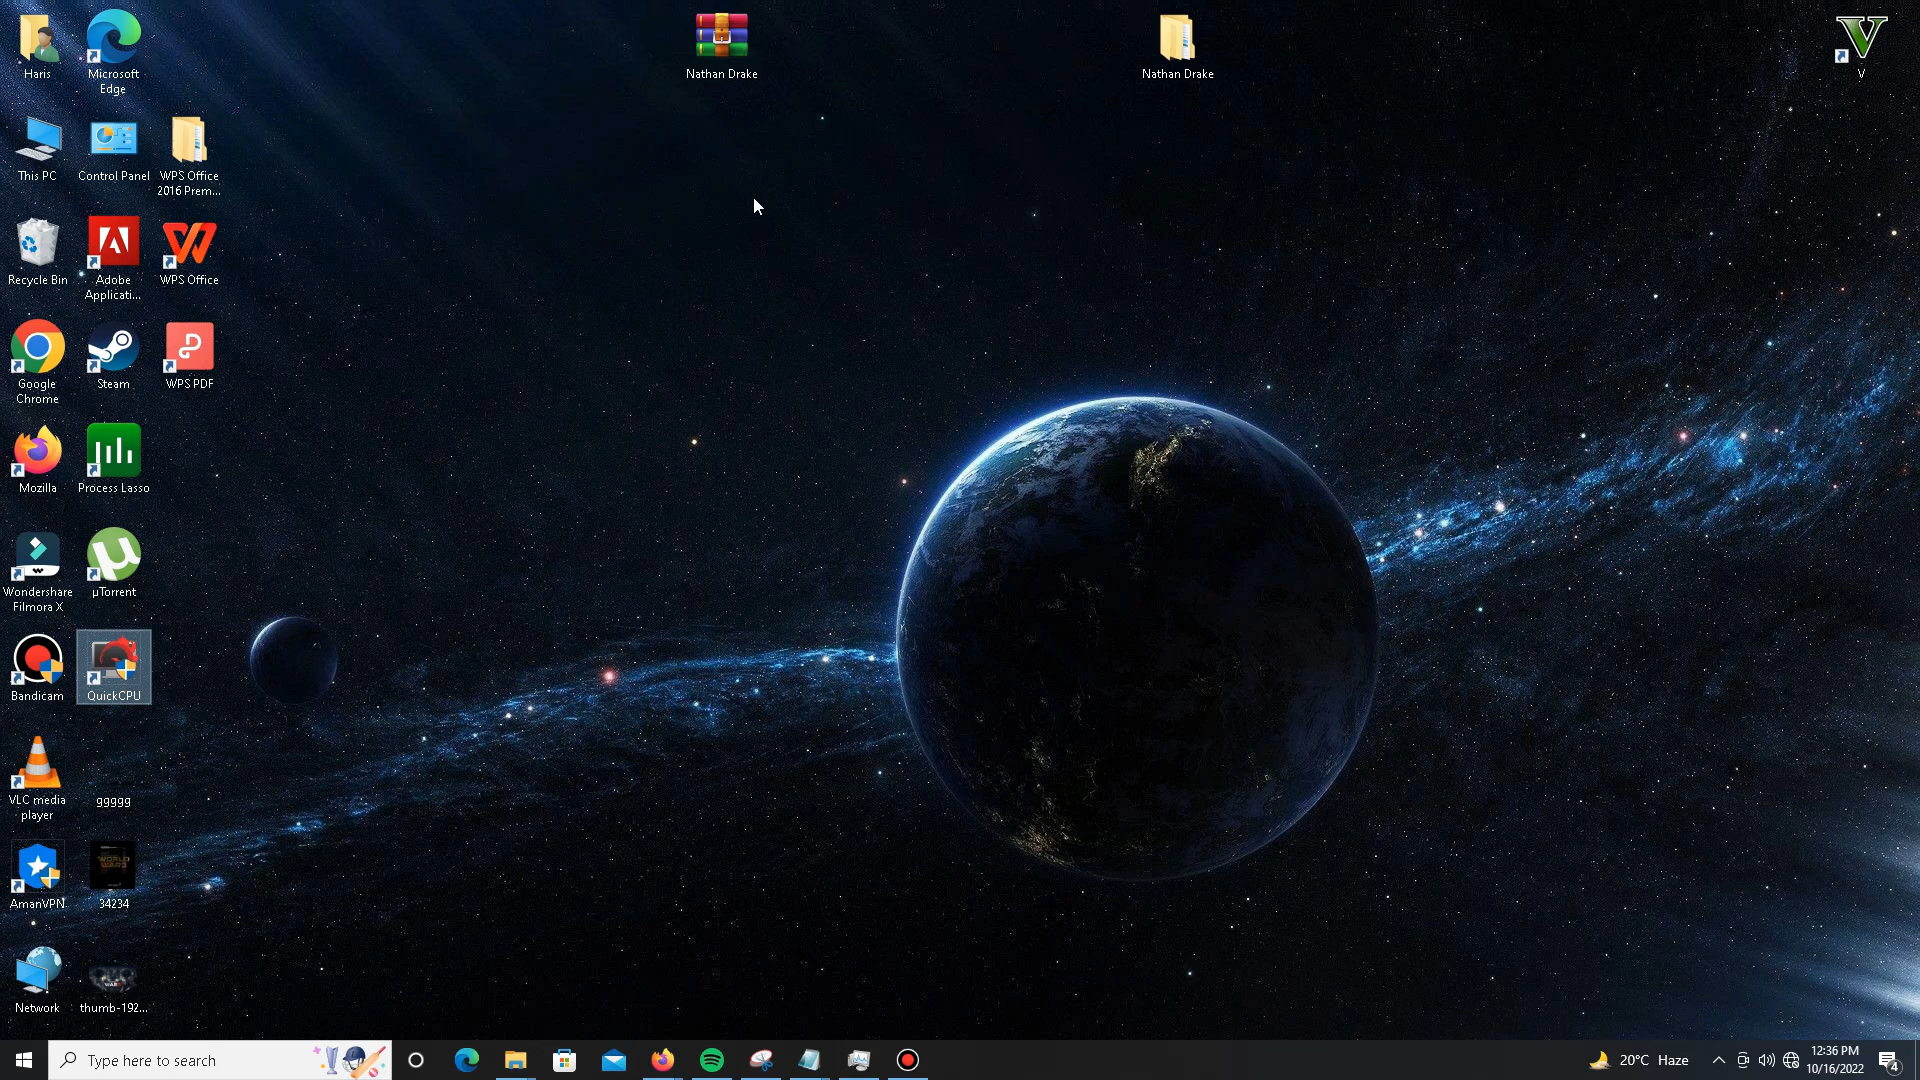 Haris
Microsoft
Edge
Nathan Drake
Nathan Drake
V
This PC
Control Panel
WPS Office
2016 Prem...
Recycle Bin
Adobe
Applicati...
WPS Office
Google
Chrome
Steam
WPS PDF
Mozilla
Process Lasso
Wondershare
Filmora X
µTorrent
Bandicam
QuickCPU
VLC media
player
ggggg
AmanVPN
WORLD
34234
Network
thumb-192...
Type here to search
20°C Haze
12:36 PM
10/16/2022
4